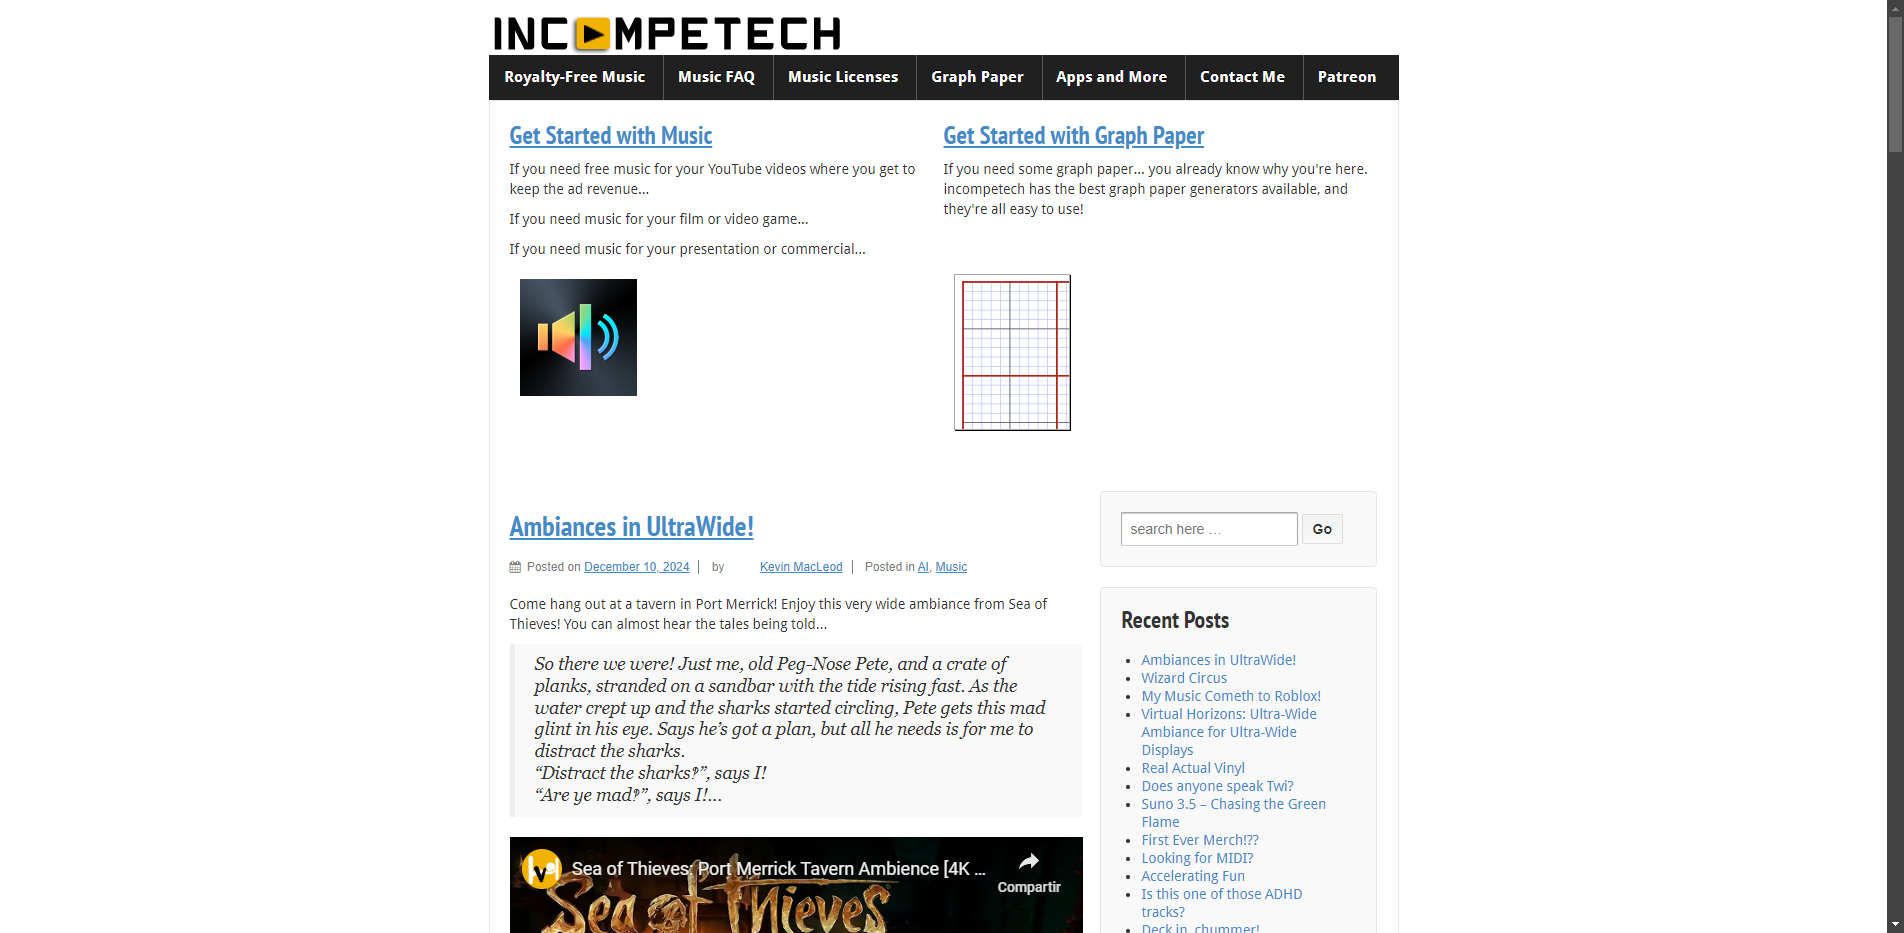 INCOMPETECH
Royalty-Free Music
Music FAQ
Music Licenses
Graph Paper
Apps and More
Contact Me
Patreon
Get Started with Music
If you need free music for your YouTube videos where you get to
keep the ad revenue...
If you need music for your film or video game...
If you need music for your presentation or commercial...
Get Started with Graph Paper
If you need some graph paper... you already know why you're here.
incompetech has the best graph paper generators available, and
they're all easy to use!
Ambiances in UltraWide!
Posted on December 10, 2024 | by Kevin MacLeod | Posted in AI, Music
Come hang out at a tavern in Port Merrick! Enjoy this very wide ambiance from Sea of
Thieves! You can almost hear the tales being told…
So there we were! Just me, old Peg-Nose Pete, and a crate of
planks, stranded on a sandbar with the tide rising fast. As the
water crept up and the sharks started circling, Pete gets this mad
glint in his eye. Says he’s got a plan, but all he needs is for me to
distract the sharks.
“Distract the sharks‽”, says I!
“Are ye mad‽”, says I!…
Sea of Thieves: Port Merrick Tavern Ambience [4K ...
Compartir
Sea of Thieves
search here …
Go
Recent Posts
Ambiances in UltraWide!
Wizard Circus
My Music Cometh to Roblox!
Virtual Horizons: Ultra-Wide
Ambiance for Ultra-Wide
Displays
Real Actual Vinyl
Does anyone speak Twi?
Suno 3.5 – Chasing the Green
Flame
First Ever Merch!??
Looking for MIDI?
Accelerating Fun
Is this one of those ADHD
tracks?
Deck in, chummer!